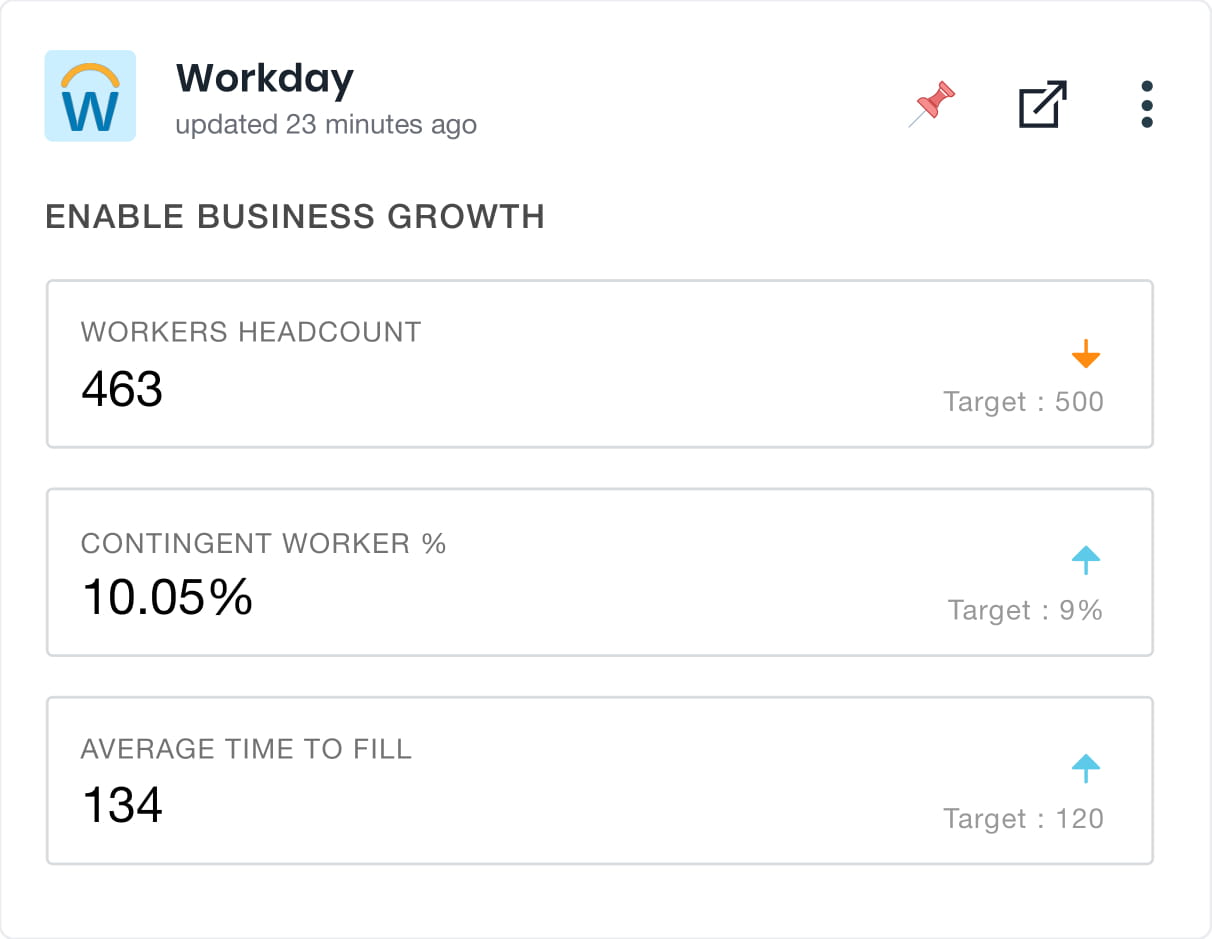 W
Workday
updated 23 minutes ago
ENABLE BUSINESS GROWTH
WORKERS HEADCOUNT
463
Target : 500
CONTINGENT WORKER %
10.05%
Target : 9%
AVERAGE TIME TO FILL
134
Target : 120